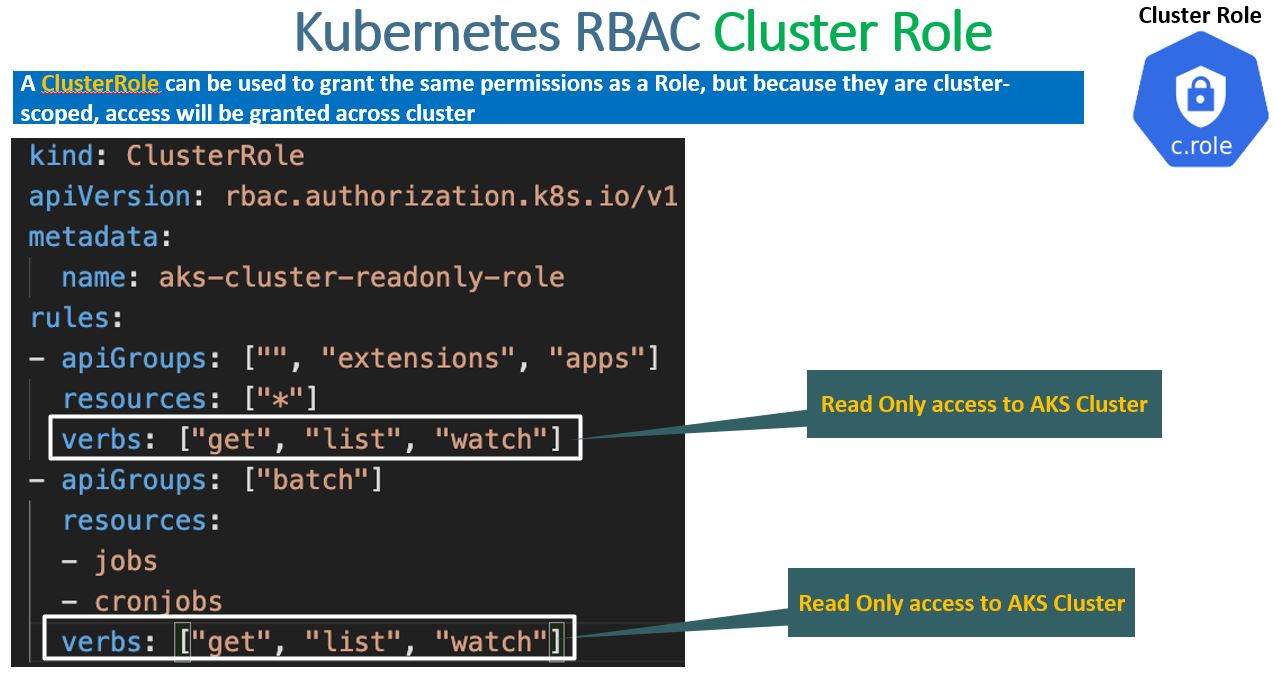 Kubernetes RBAC Cluster Role
Cluster Role
A ClusterRole can be used to grant the same permissions as a Role, but because they are cluster-
scoped, access will be granted across cluster
c.role
kind: ClusterRole
apiVersion: rbac.authorization.k8s.io/v1
metadata:
  name: aks-cluster-readonly-role
rules:
- apiGroups: ["", "extensions", "apps"]
  resources: ["*"]
  verbs: ["get", "list", "watch"]
Read Only access to AKS Cluster
- apiGroups: ["batch"]
  resources:
  - jobs
  - cronjobs
  verbs: ["get", "list", "watch"]
Read Only access to AKS Cluster